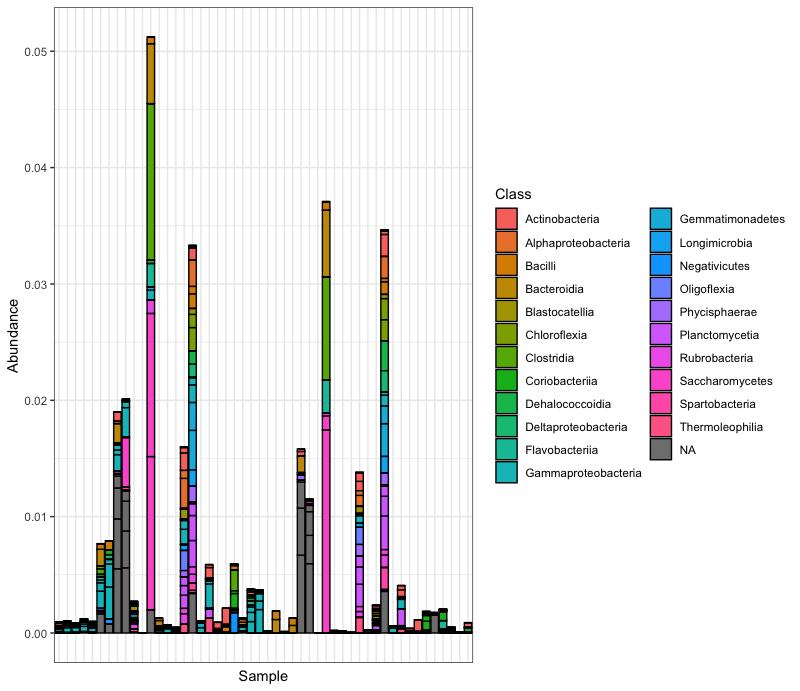 0.05
0.04
0.03
0.02
0.01
0.00
Abundance
Sample
Class
Actinobacteria
Alphaproteobacteria
Bacilli
Bacteroidia
Blastocatellia
Chloroflexia
Clostridia
Coriobacteriia
Dehalococcoidia
Deltaproteobacteria
Flavobacteriia
Gammaproteobacteria
Gemmatimonadetes
Longimicrobia
Negativicutes
Oligoflexia
Phycisphaerae
Planctomycetia
Rubrobacteria
Saccharomycetes
Spartobacteria
Thermoleophilia
NA